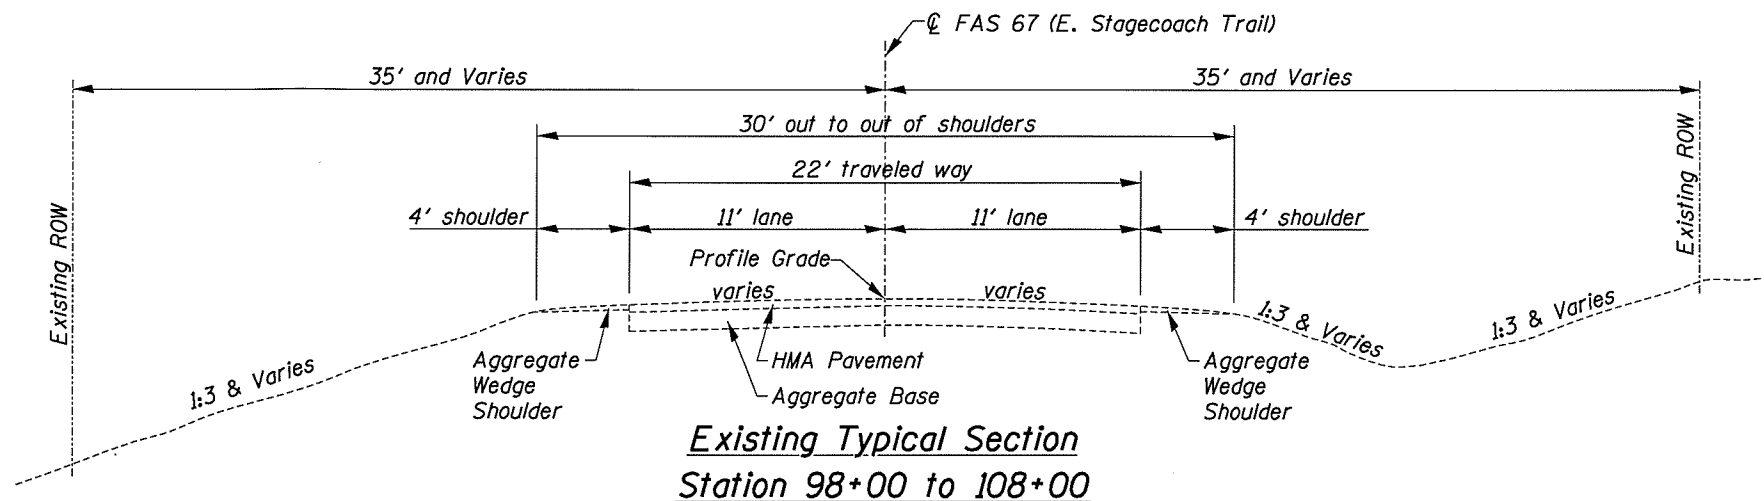 ℄ FAS 67 (E. Stagecoach Trail)
35' and Varies
35' and Varies
30' out to out of shoulders
22' traveled way
4' shoulder
11' lane
11' lane
4' shoulder
Existing ROW
Existing ROW
Profile Grade
varies
varies
1:3 & Varies
1:3 & Varies
1:3 & Varies
Aggregate
Wedge
Shoulder
HMA Pavement
Aggregate Base
Aggregate
Wedge
Shoulder
Existing Typical Section
Station 98+00 to 108+00